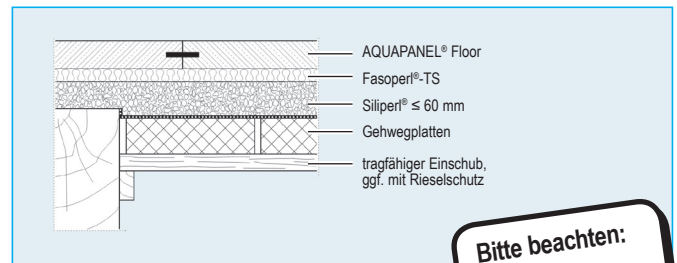 AQUAPANEL® Floor
Fasoperl®-TS
Siliperl® ≤ 60 mm
Gehwegplatten
tragfähiger Einschub,
ggf. mit Rieselschutz
Bitte beachten: